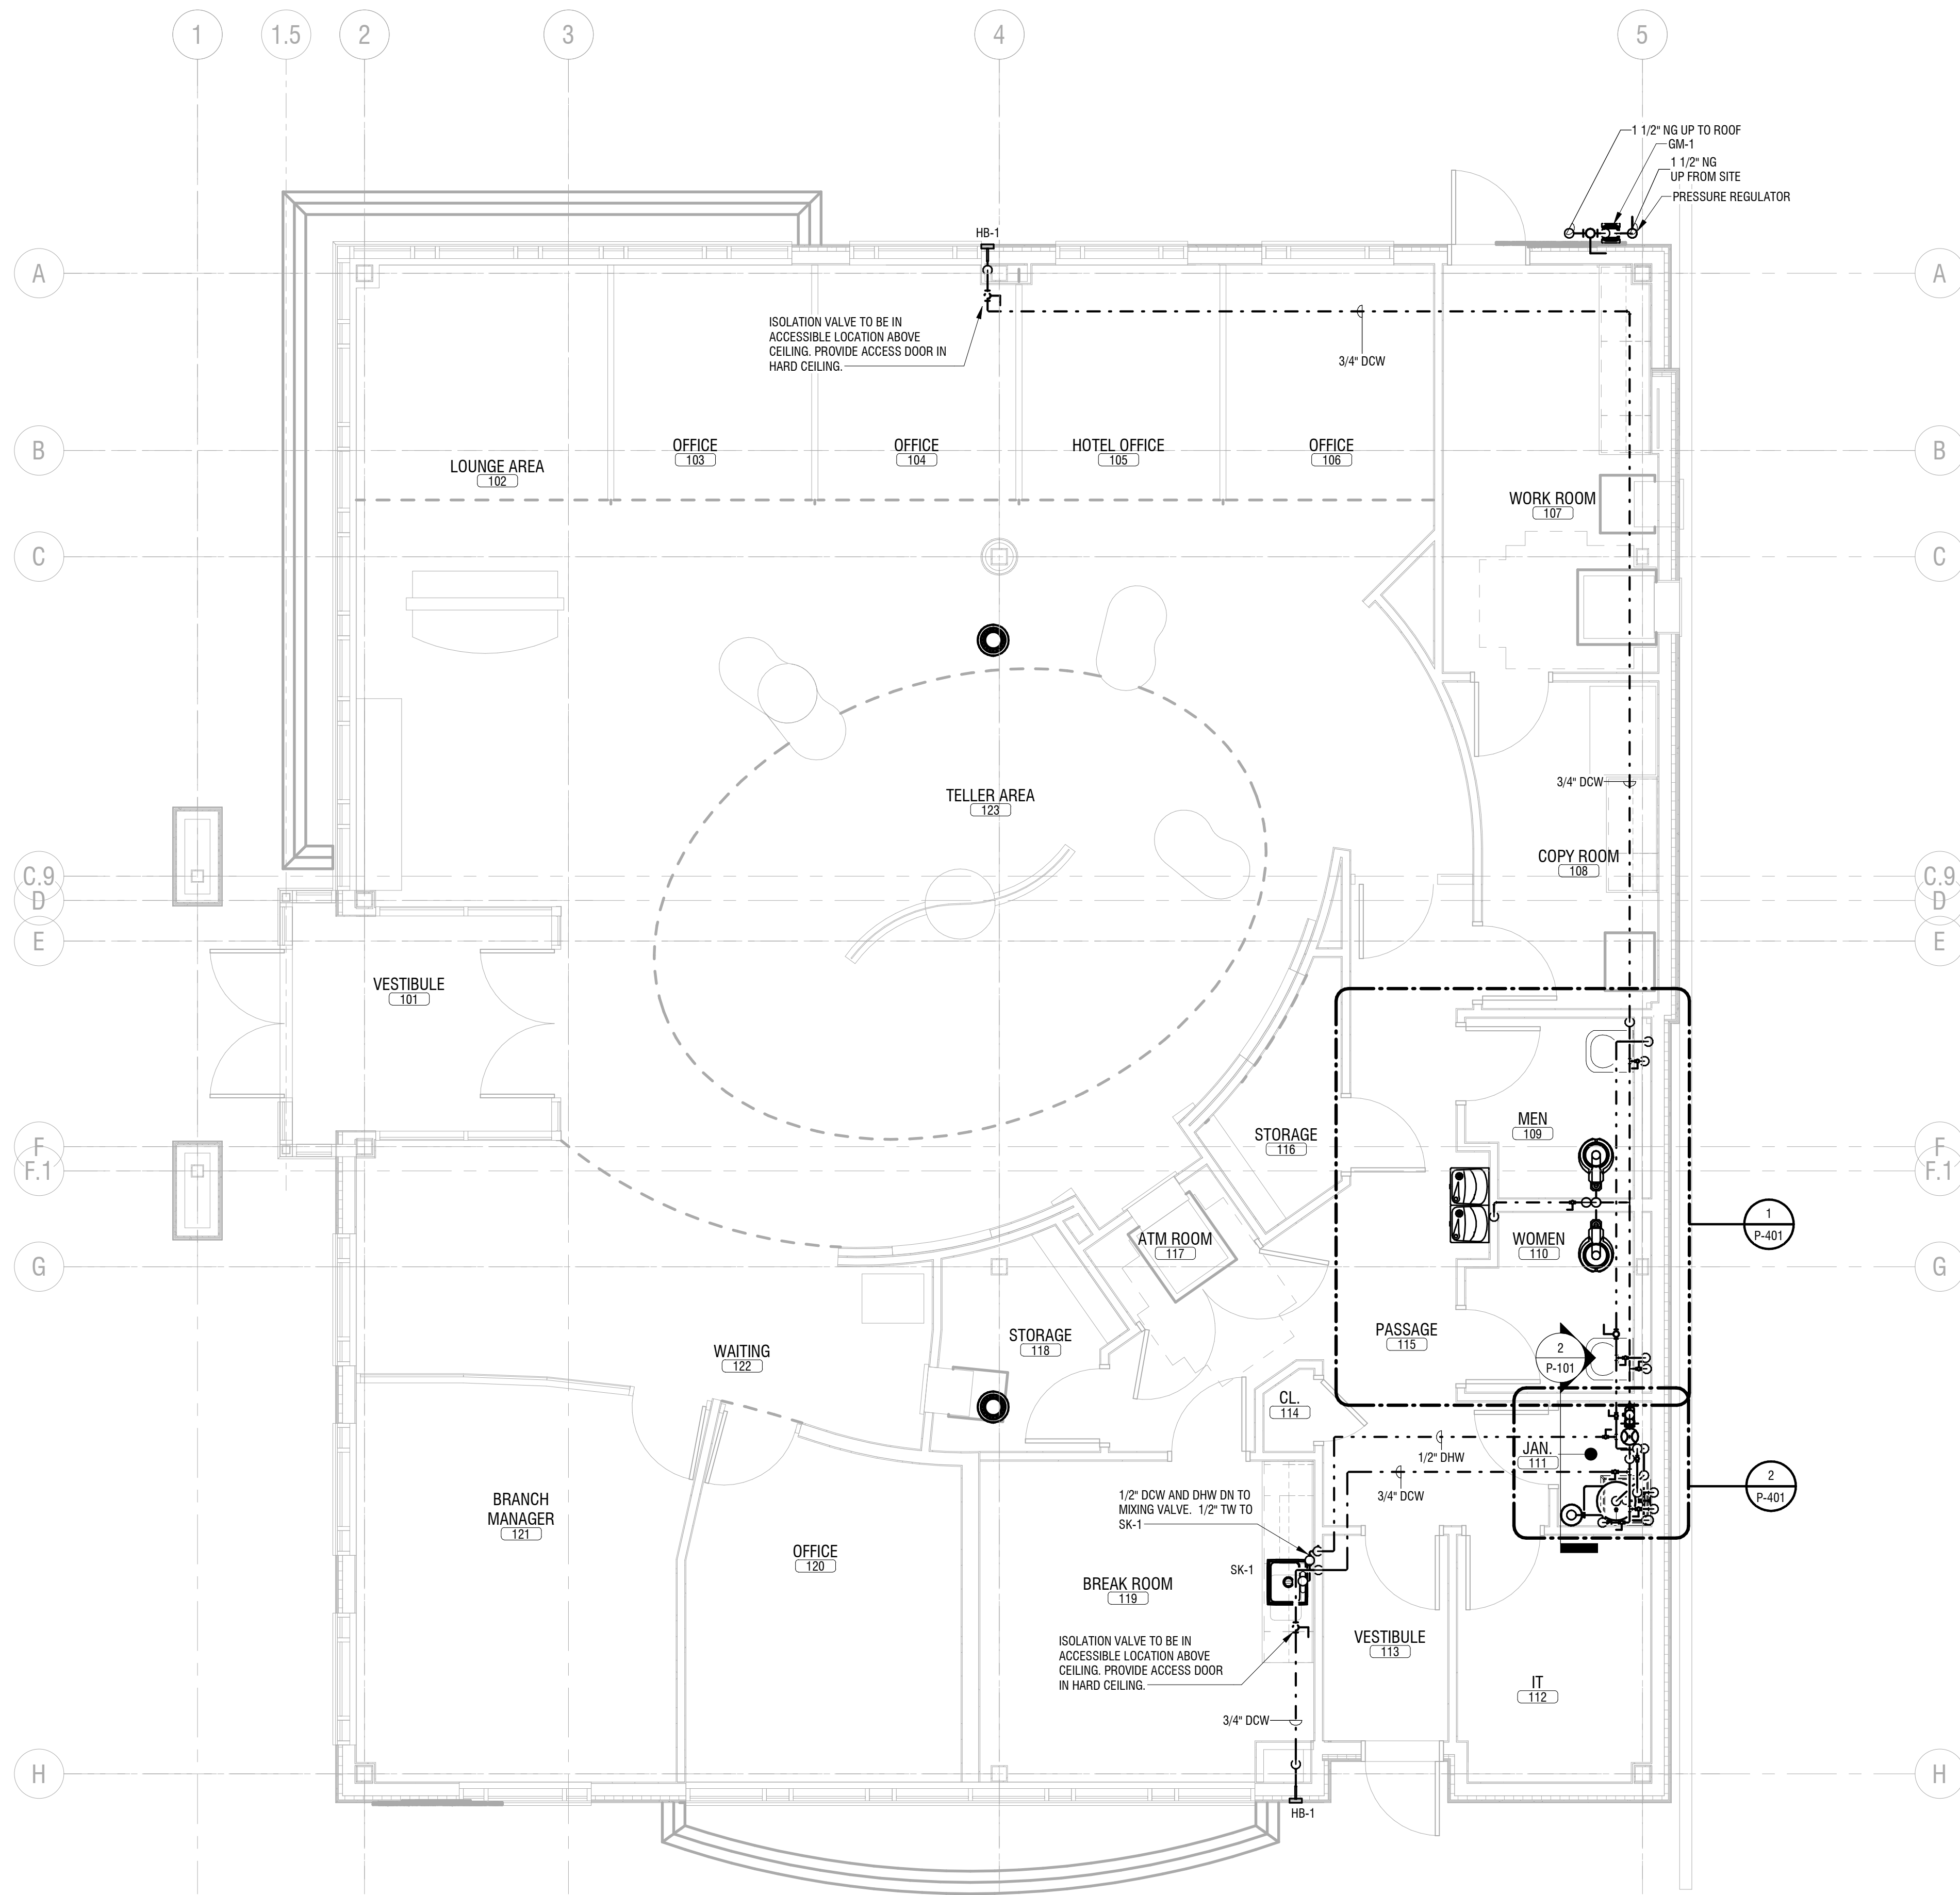 1
1.5
2
3
4
5
1 1/2" NG UP TO ROOF
GM-1
1 1/2" NG
UP FROM SITE
PRESSURE REGULATOR
HB-1
A
A
ISOLATION VALVE TO BE IN
ACCESSIBLE LOCATION ABOVE
CEILING. PROVIDE ACCESS DOOR IN
HARD CEILING.
3/4" DCW
B
B
LOUNGE AREA
102
OFFICE
103
OFFICE
104
HOTEL OFFICE
105
OFFICE
106
WORK ROOM
107
C
C
TELLER AREA
123
3/4" DCW
COPY ROOM
108
C.9
C.9
D
D
E
E
VESTIBULE
101
STORAGE
116
MEN
109
F
F
F.1
F.1
1
P-401
ATM ROOM
117
WOMEN
110
G
G
WAITING
122
STORAGE
118
PASSAGE
115
2
P-101
CL.
114
JAN.
111
1/2" DHW
3/4" DCW
2
P-401
BRANCH
MANAGER
121
1/2" DCW AND DHW DN TO
MIXING VALVE. 1/2" TW TO
SK-1
OFFICE
120
SK-1
BREAK ROOM
119
ISOLATION VALVE TO BE IN
ACCESSIBLE LOCATION ABOVE
CEILING. PROVIDE ACCESS DOOR
IN HARD CEILING.
VESTIBULE
113
IT
112
3/4" DCW
H
H
HB-1